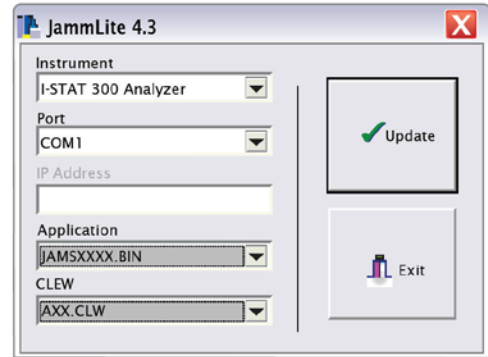 JammLite 4.3
Instrument
I-STAT 300 Analyzer
Port
COM1
IP Address
Application
JAMSXXXX.BIN
CLEW
AXX.CLW
Update
Exit